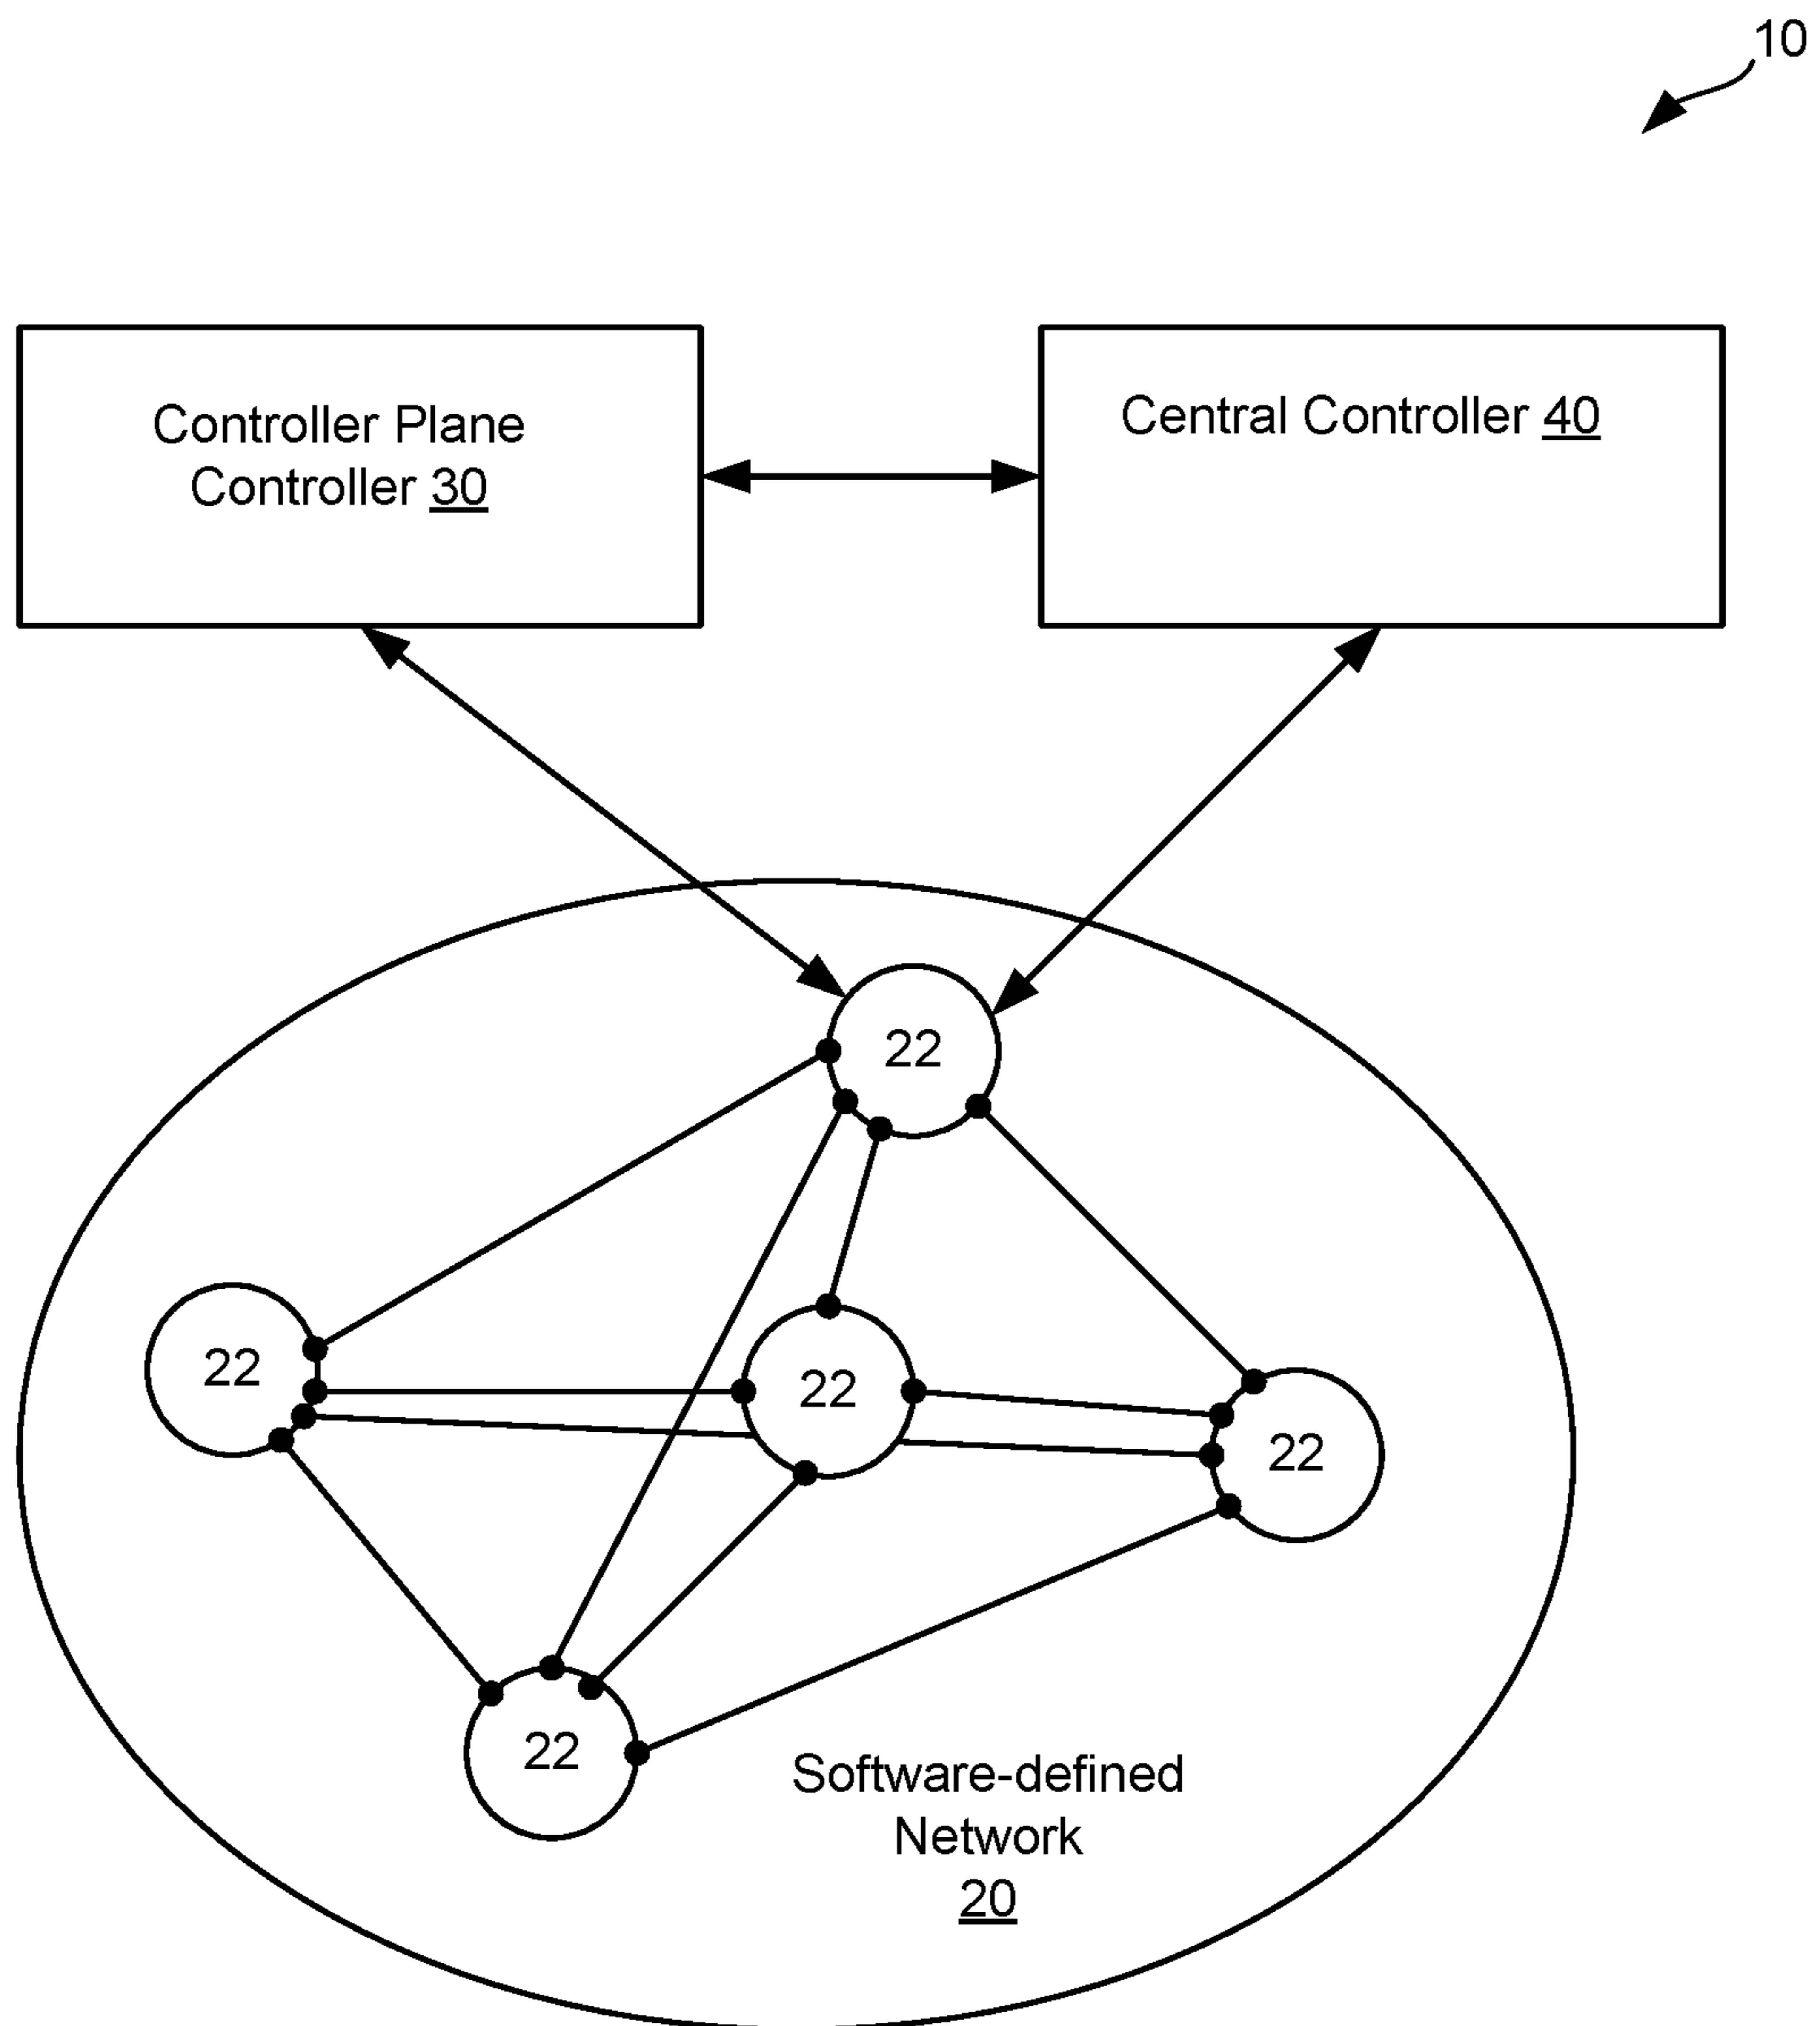 10
Controller Plane
Controller 30
Central Controller 40
22
22
22
22
22
Software-defined
Network
20